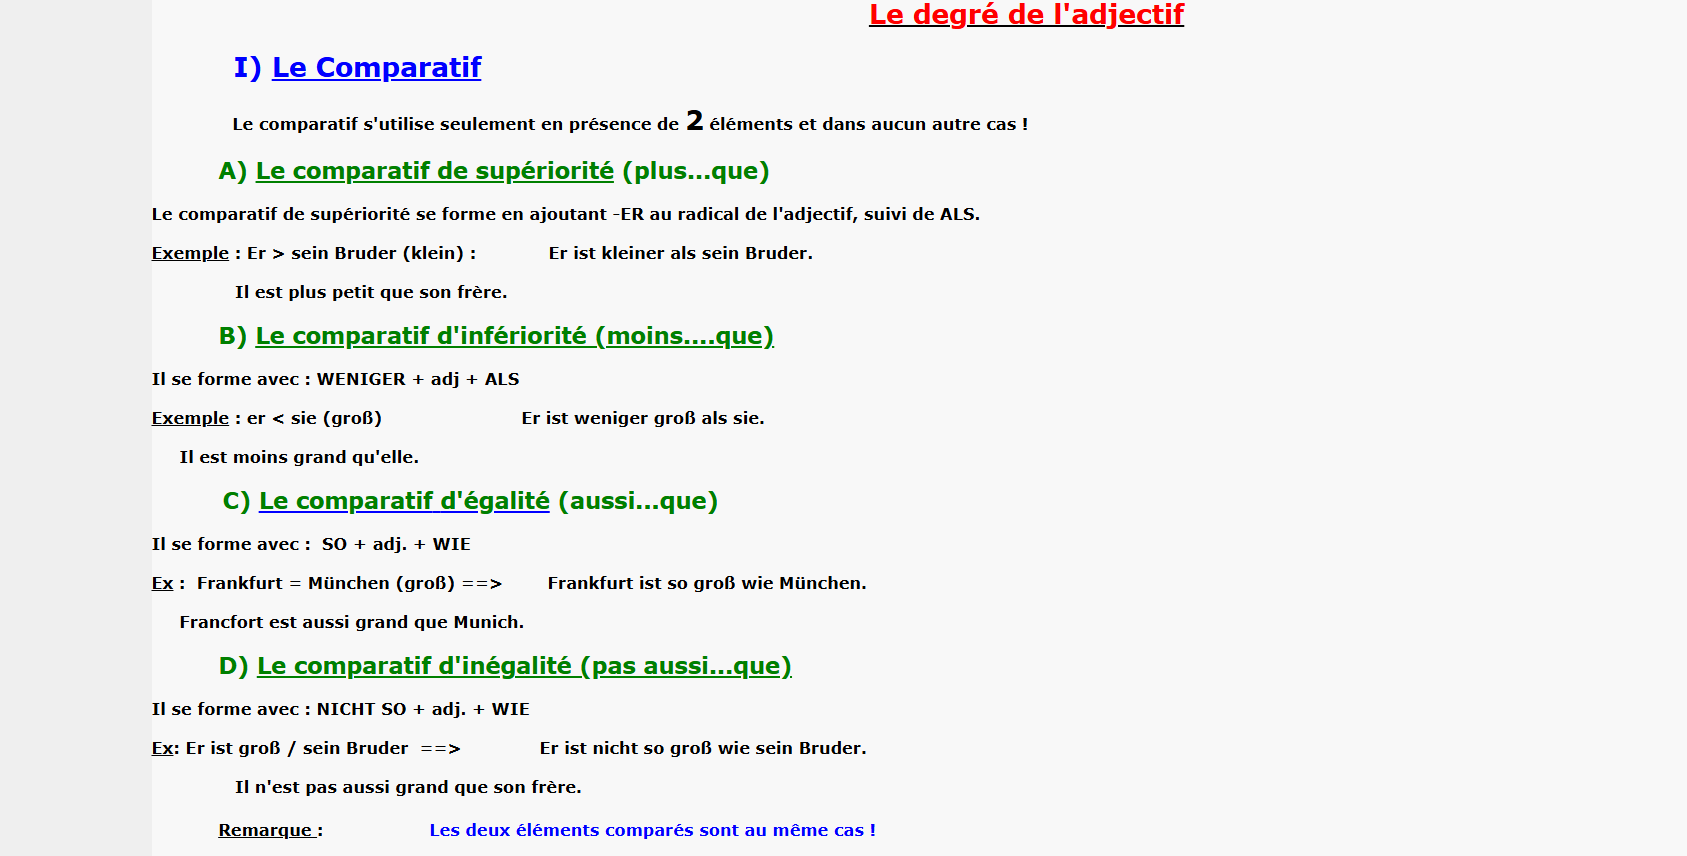 Le degré de l'adjectif
I) Le Comparatif
Le comparatif s'utilise seulement en présence de 2 éléments et dans aucun autre cas !
A) Le comparatif de supériorité (plus...que)
Le comparatif de supériorité se forme en ajoutant -ER au radical de l'adjectif, suivi de ALS.
Exemple : Er > sein Bruder (klein) : Er ist kleiner als sein Bruder.
Il est plus petit que son frère.
B) Le comparatif d'infériorité (moins....que)
Il se forme avec : WENIGER + adj + ALS
Exemple : er < sie (groß) Er ist weniger groß als sie.
Il est moins grand qu'elle.
C) Le comparatif d'égalité (aussi...que)
Il se forme avec : SO + adj. + WIE
Ex : Frankfurt = München (groß) ==> Frankfurt ist so groß wie München.
Francfort est aussi grand que Munich.
D) Le comparatif d'inégalité (pas aussi...que)
Il se forme avec : NICHT SO + adj. + WIE
Ex: Er ist groß / sein Bruder ==> Er ist nicht so groß wie sein Bruder.
Il n'est pas aussi grand que son frère.
Remarque : Les deux éléments comparés sont au même cas !